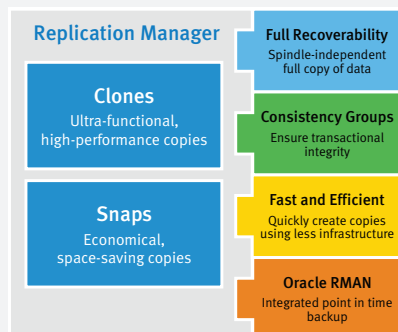 Replication Manager
Clones
Ultra-functional,
high-performance copies
Snaps
Economical,
space-saving copies
Full Recoverability
Spindle-independent
full copy of data
Consistency Groups
Ensure transactional
integrity
Fast and Efficient
Quickly create copies
using less infrastructure
Oracle RMAN
Integrated point in time
backup